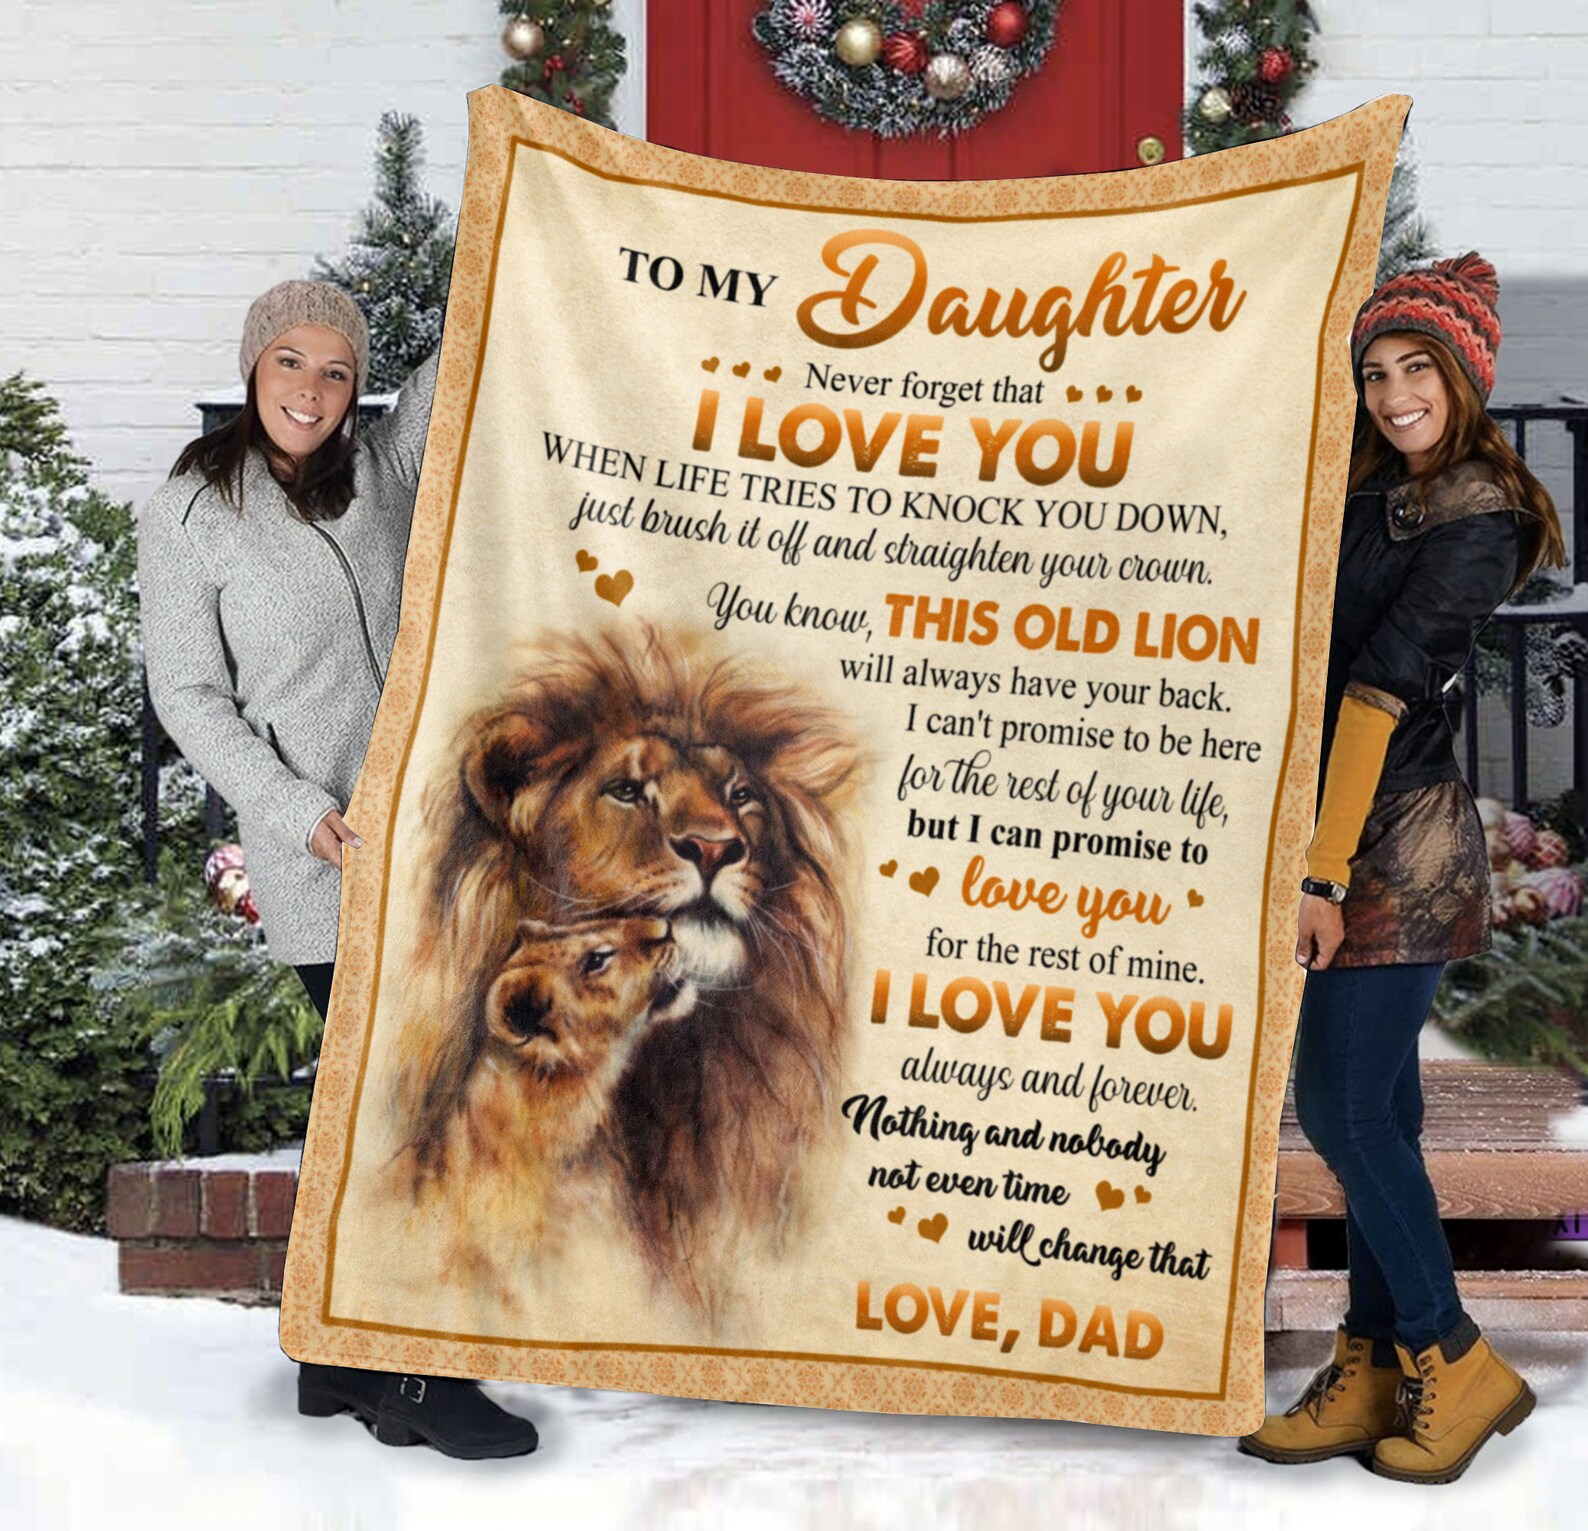 TO MY Daughter
Never forget that
I LOVE YOU
WHEN LIFE TRIES TO KNOCK YOU DOWN,
just brush it off and straighten your crown.
You know, THIS OLD LION
will always have your back.
I can't promise to be here
for the rest of your life,
but I can promise to
love you
for the rest of mine.
I LOVE YOU
always and forever.
Nothing and nobody
not even time
will change that
LOVE, DAD